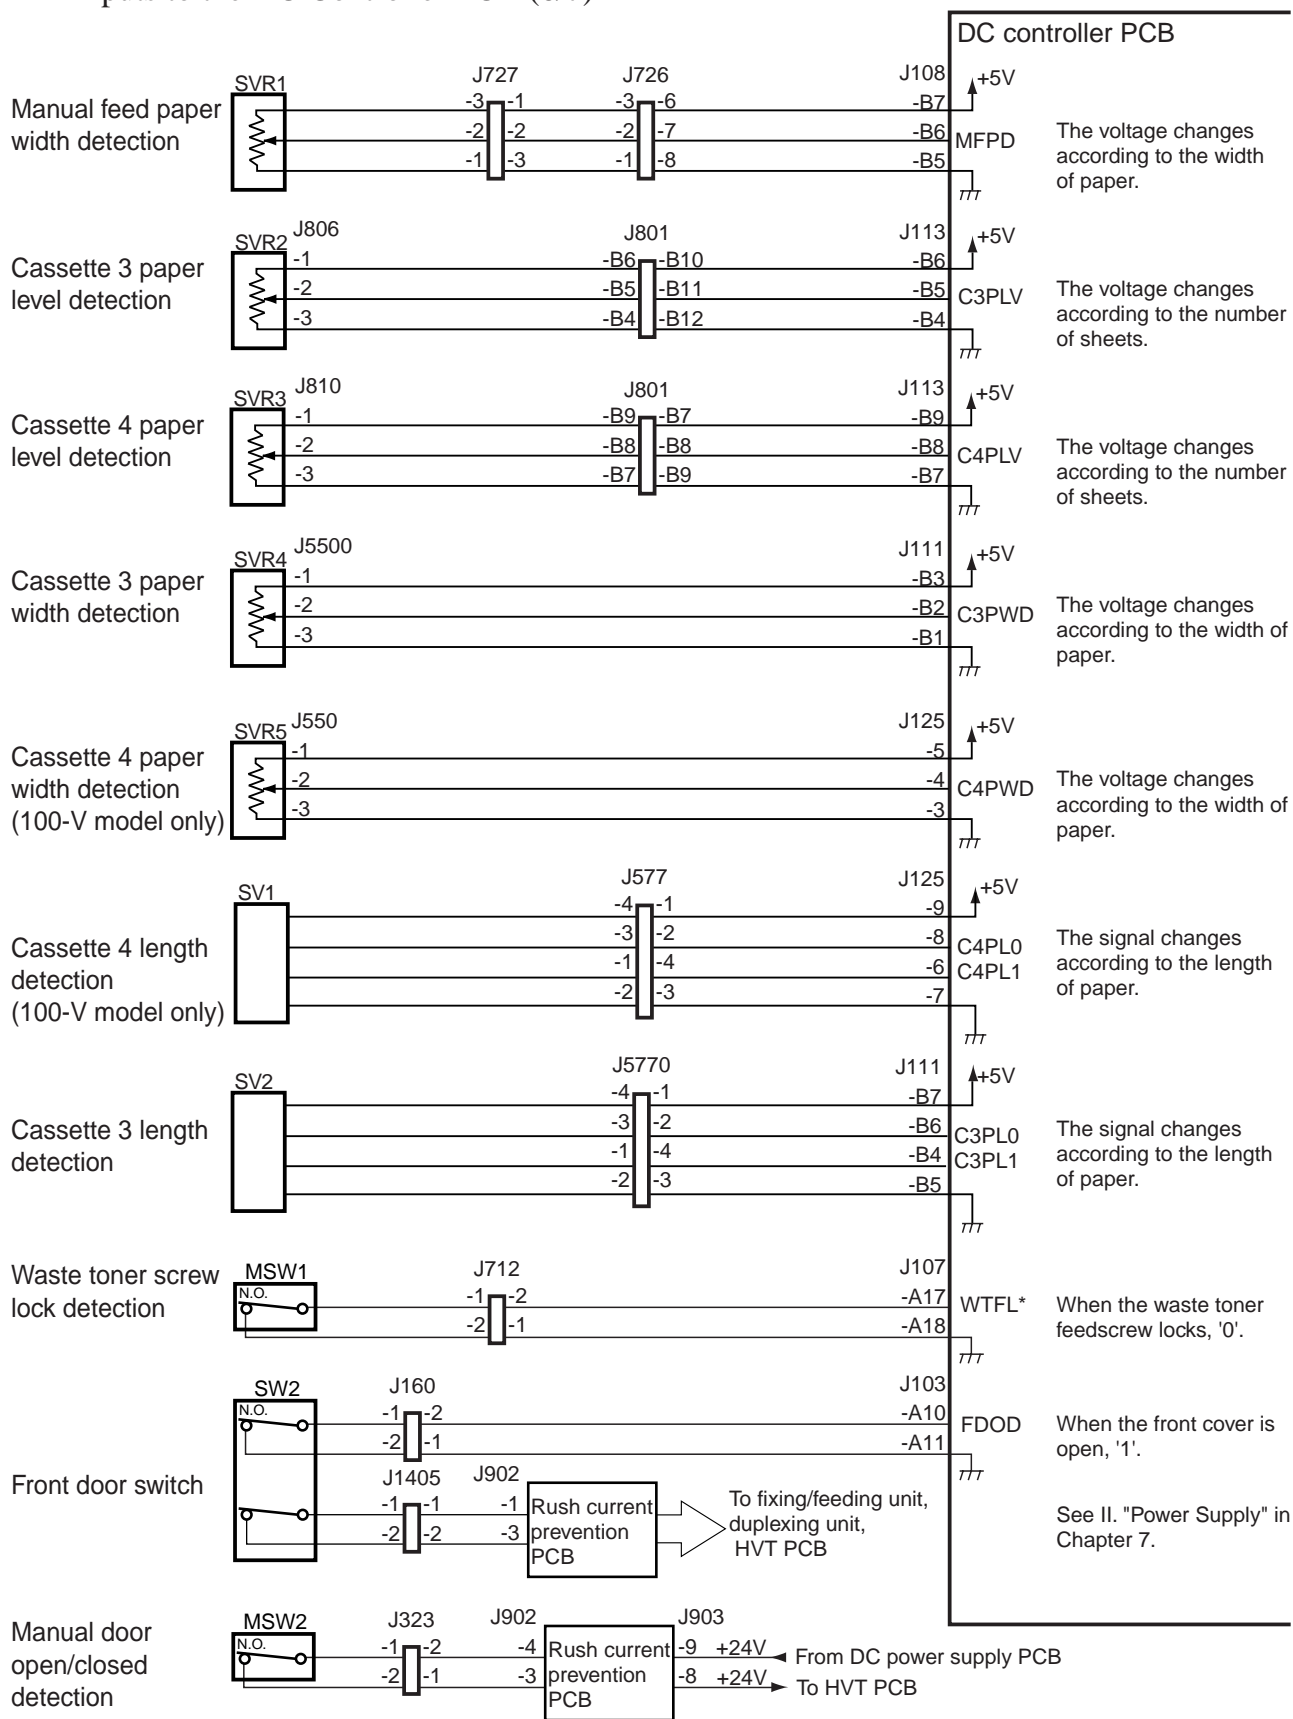 DC controller PCB
Manual feed paper
width detection
SVR1
J727
-3 -1
-2 -2
-1 -3
J726
-3 -6
-2 -7
-1 -8
J108
-B7
-B6
-B5
+5V
MFPD
The voltage changes
according to the width
of paper.
Cassette 3 paper
level detection
SVR2
J806
-1
-2
-3
J801
-B6 -B10
-B5 -B11
-B4 -B12
J113
-B6
-B5
-B4
+5V
C3PLV
The voltage changes
according to the number
of sheets.
Cassette 4 paper
level detection
SVR3
J810
-1
-2
-3
J801
-B9 -B7
-B8 -B8
-B7 -B9
J113
-B9
-B8
-B7
+5V
C4PLV
The voltage changes
according to the number
of sheets.
Cassette 3 paper
width detection
SVR4
J5500
-1
-2
-3
J111
-B3
-B2
-B1
+5V
C3PWD
The voltage changes
according to the width of
paper.
Cassette 4 paper
width detection
(100-V model only)
SVR5
J550
-1
-2
-3
J125
-5
-4
-3
+5V
C4PWD
The voltage changes
according to the width of
paper.
Cassette 4 length
detection
(100-V model only)
SV1
J577
-4 -1
-3 -2
-1 -4
-2 -3
J125
-9
-8
-6
-7
+5V
C4PL0
C4PL1
The signal changes
according to the length
of paper.
Cassette 3 length
detection
SV2
J5770
-4 -1
-3 -2
-1 -4
-2 -3
J111
-B7
-B6
-B4
-B5
+5V
C3PL0
C3PL1
The signal changes
according to the length
of paper.
Waste toner screw
lock detection
MSW1
N.O.
J712
-1 -2
-2 -1
J107
-A17
-A18
WTFL*
When the waste toner
feedscrew locks, '0'.
Front door switch
SW2
N.O.
J160
-1 -2
-2 -1
J103
-A10
-A11
FDOD
When the front cover is
open, '1'.
J1405
-1 -1
-2 -2
J902
-1
-3
Rush current
prevention
PCB
To fixing/feeding unit,
duplexing unit,
HVT PCB
See II. "Power Supply" in
Chapter 7.
Manual door
open/closed
detection
MSW2
N.O.
J323
-1 -2
-2 -1
J902
-4
-3
Rush current
prevention
PCB
J903
-9 +24V
-8 +24V
From DC power supply PCB
To HVT PCB